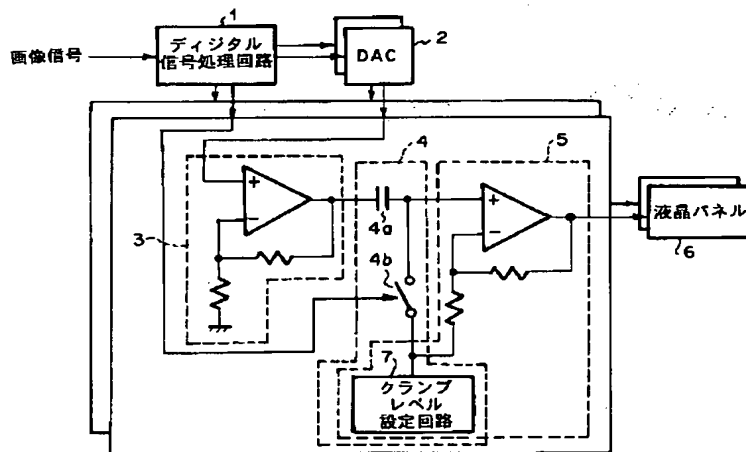 1
画像信号
ディジタル
信号処理回路
DAC
2
4
5
+
−
3
4a
4b
+
−
液晶パネル
6
7
クランプ
レベル
設定回路